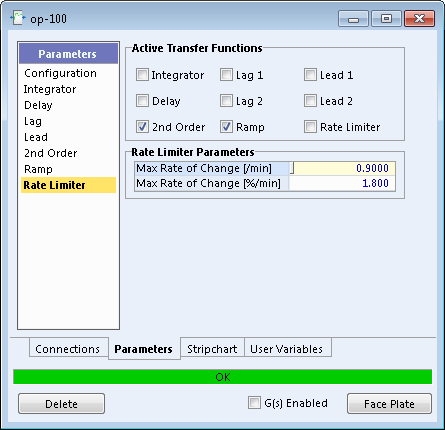 op-100
Parameters
Configuration
Integrator
Delay
Lag
Lead
2nd Order
Ramp
Rate Limiter
Active Transfer Functions
Integrator Lag 1 Lead 1
Delay Lag 2 Lead 2
2nd Order Ramp Rate Limiter
Rate Limiter Parameters
Max Rate of Change [/min] 0.9000
Max Rate of Change [%/min] 1.800
Connections Parameters Stripchart User Variables
OK
Delete G(s) Enabled Face Plate